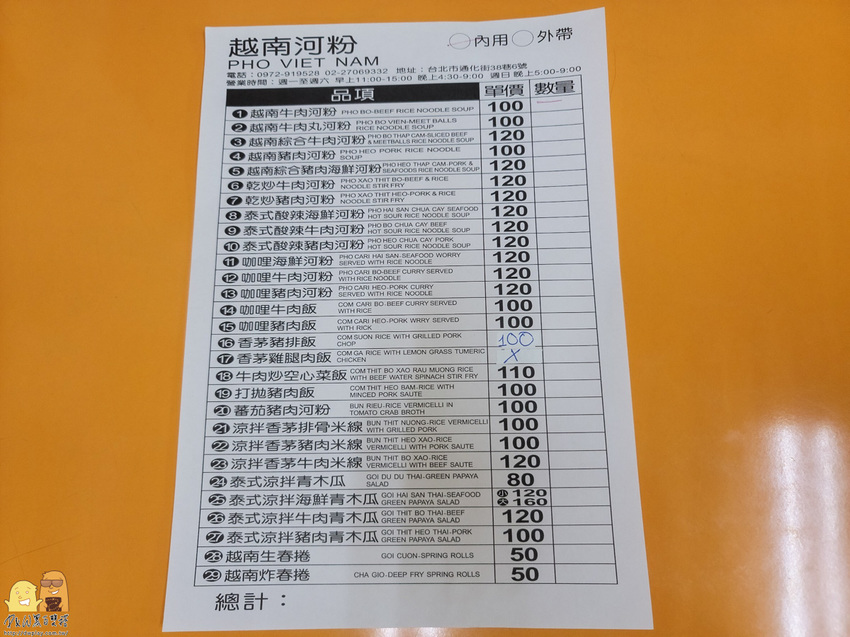 越南河粉
PHO VIET NAM
內用 外帶
電話：0972-919528 02-27069332 地址：台北市通化街38巷6號
營業時間：週一至週六 早上11:00-15:00 晚上4:30-9:00 週日 晚上5:00-9:00
品項 單價 數量
1 越南牛肉河粉 PHO BO-BEEF RICE NOODLE SOUP 100
2 越南牛肉丸河粉 PHO BO VIEN-MEET BALLS RICE NOODLE SOUP 100
3 越南綜合牛肉河粉 PHO BO THAP CAM-SLICED BEEF & MEETBALLS RICE NOODLE SOUP 120
4 越南豬肉河粉 PHO HEO PORK RICE NOODLE SOUP 100
5 越南綜合豬肉海鮮河粉 PHO HEO THAP CAM-PORK & SEAFOODS RICE NOODLE SOUP 120
6 乾炒牛肉河粉 PHO XAO THIT BO-BEEF & RICE NOODLE STIR FRY 120
7 乾炒豬肉河粉 PHO XAO THIT HEO-PORK & RICE NOODLE STIR FRY 120
8 泰式酸辣海鮮河粉 PHO HAI SAN CHUA CAY SEAFOOD HOT SOUR RICE NOODLE SOUP 120
9 泰式酸辣牛肉河粉 PHO BO CHUA CAY BEEF HOT SOUR RICE NOODLE SOUP 120
10 泰式酸辣豬肉河粉 PHO HEO CHUA CAY PORK HOT SOUR RICE NOODLE SOUP 120
11 咖哩海鮮河粉 PHO CARI HAI SAN-SEAFOOD WORRY SERVED WITH RICE NOODLE 120
12 咖哩牛肉河粉 PHO CARI BO-BEEF CURRY SERVED WITH RICE NOODLE 120
13 咖哩豬肉河粉 PHO CARI HEO-PORK CURRY SERVED WITH RICE NOODLE 120
14 咖哩牛肉飯 COM CARI BO-BEEF CURRY SERVED WITH RICE 100
15 咖哩豬肉飯 COM CARI HEO-PORK WRRY SERVED WITH RICK 100
16 香茅豬排飯 COM SUON RICE WITH GRILLED PORK CHOP 100
17 香茅雞腿肉飯 COM GA RICE WITH LEMON GRASS TUMERIC CHICKEN X
18 牛肉炒空心菜飯 COM THIT BO XAO RAU MUONG RICE WITH BEEF WATER SPINACH STIR FRY 110
19 打拋豬肉飯 COM THIT HEO BAM-RICE WITH MINCED PORK SAUTE 100
20 蕃茄豬肉河粉 BUN RIEU-RICE VERMICELLI IN TOMATO CRAB BROTH 100
21 涼拌香茅排骨米線 BUN THIT NUONG-RICE VERMICELLI WITH GRILLED PORK 100
22 涼拌香茅豬肉米線 BUN THIT HEO XAO-RICE VERMICELLI WITH PORK SAUTE 100
23 涼拌香茅牛肉米線 BUN THIT BO XAO-RICE VERMICELLI WITH BEEF SAUTE 120
24 泰式涼拌青木瓜 GOI DU DU THAI-GREEN PAPAYA SALAD 80
25 泰式涼拌海鮮青木瓜 GOI HAI SAN THAI-SEAFOOD GREEN PAPAYA SALAD 小 120 大 160
26 泰式涼拌牛肉青木瓜 GOI THIT BO THAI-BEEF GREEN PAPAYA SALAD 120
27 泰式涼拌豬肉青木瓜 GOI THIT HEO THAI-PORK GREEN PAPAYA SALAD 100
28 越南生春捲 GOI CUON-SPRING ROLLS 50
29 越南炸春捲 CHA GIO-DEEP FRY SPRING ROLLS 50
總計：